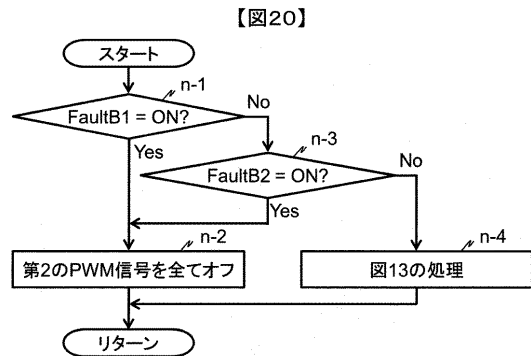 【図20】
スタート
n-1
FaultB1 = ON?
No
n-3
Yes
FaultB2 = ON?
No
Yes
n-2
n-4
第2のPWM信号を全てオフ
図13の処理
リターン